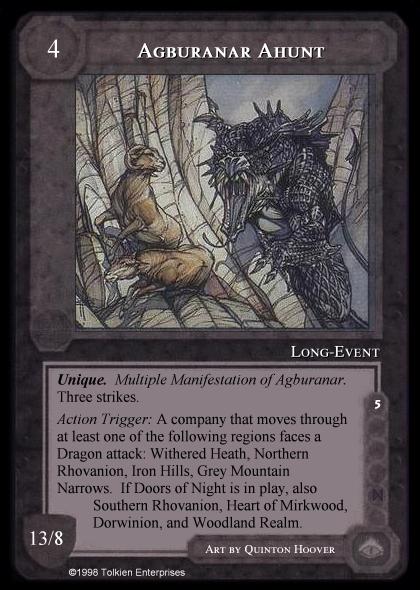 4
AGBURANAR AHUNT
LONG-EVENT
Unique. Multiple Manifestation of Agburanar.
Three strikes.
5
Action Trigger: A company that moves through
at least one of the following regions faces a
Dragon attack: Withered Heath, Northern
Rhovanion, Iron Hills, Grey Mountain
Narrows. If Doors of Night is in play, also
Southern Rhovanion, Heart of Mirkwood,
Dorwinion, and Woodland Realm.
13/8
ART BY QUINTON HOOVER
©1998 Tolkien Enterprises